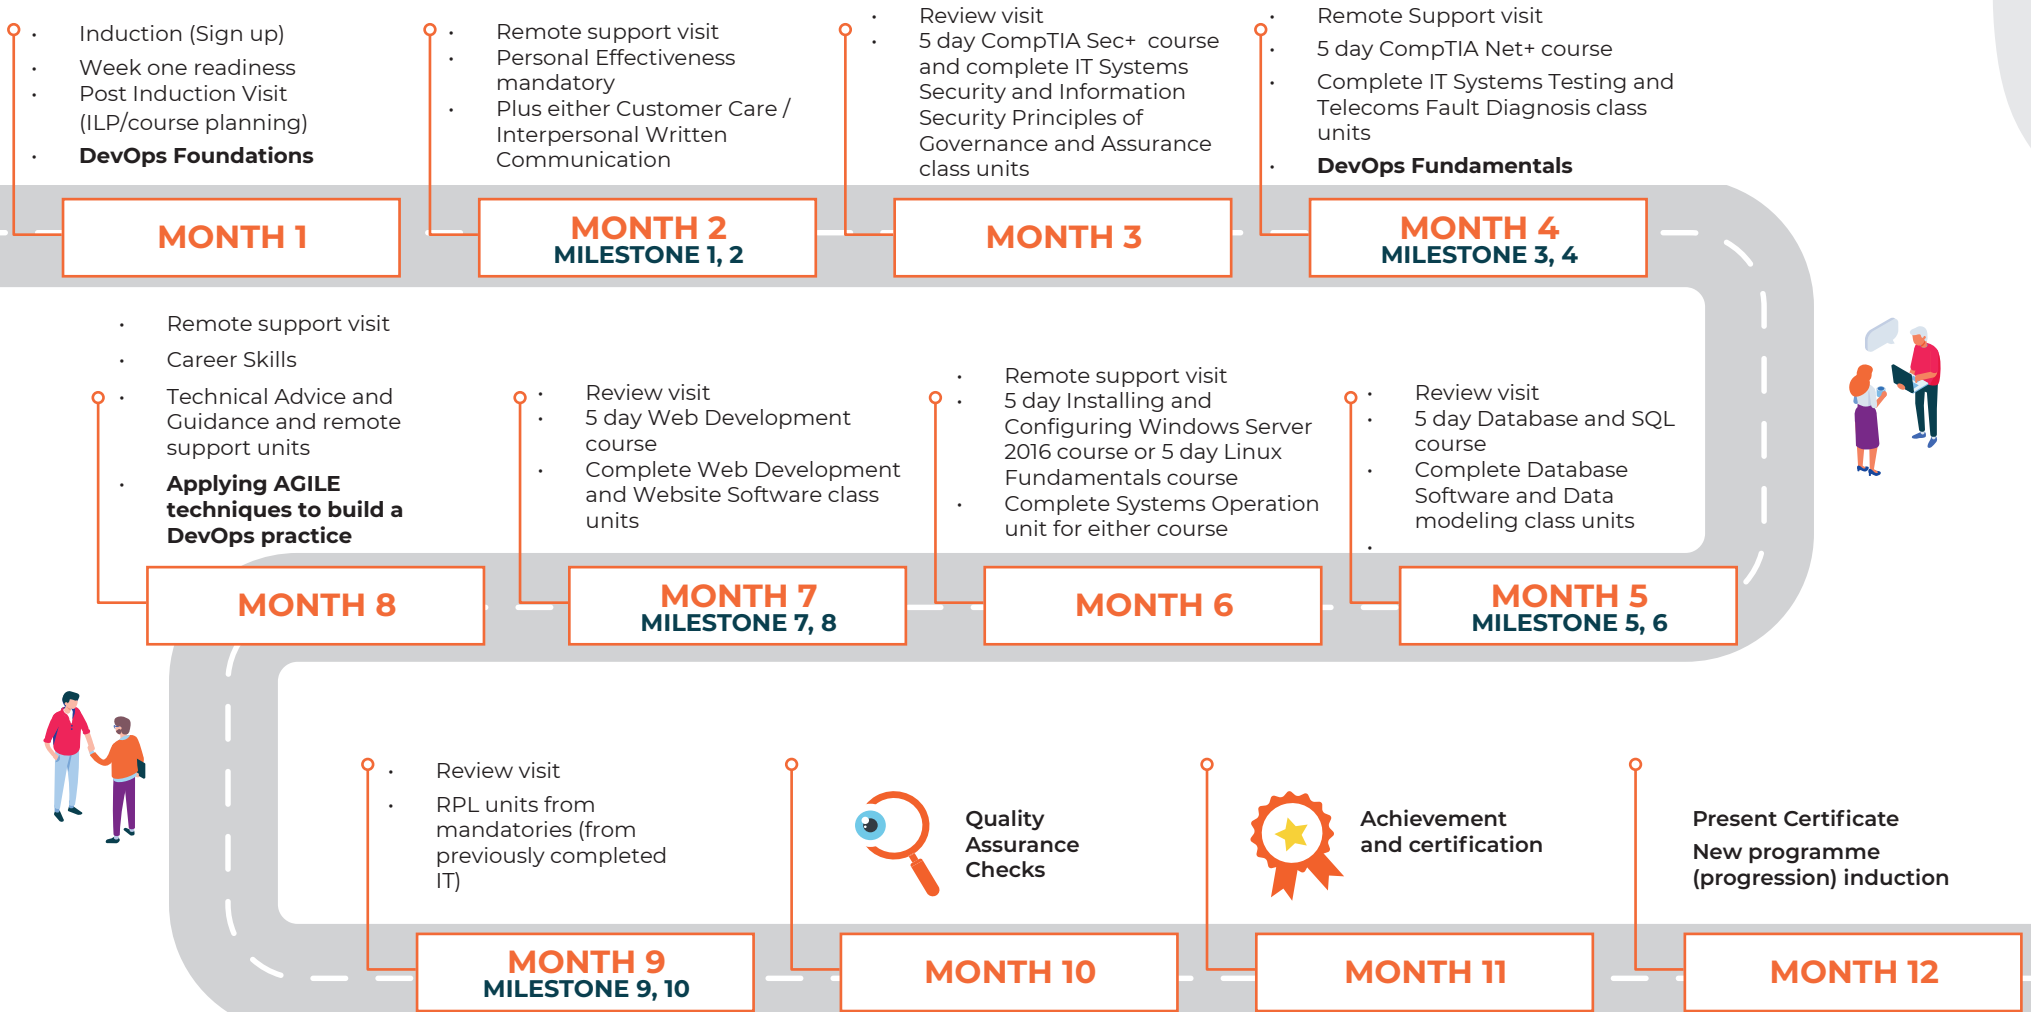 • Induction (Sign up)
• Week one readiness
• Post Induction Visit
(ILP/course planning)
• DevOps Foundations
MONTH 1
• Remote support visit
• Personal Effectiveness
mandatory
• Plus either Customer Care /
Interpersonal Written
Communication
MONTH 2
MILESTONE 1, 2
• Review visit
• 5 day CompTIA Sec+ course
and complete IT Systems
Security and Information
Security Principles of
Governance and Assurance
class units
MONTH 3
• Remote Support visit
• 5 day CompTIA Net+ course
• Complete IT Systems Testing and
Telecoms Fault Diagnosis class
units
• DevOps Fundamentals
MONTH 4
MILESTONE 3, 4
• Review visit
• 5 day Database and SQL
course
• Complete Database
Software and Data
modeling class units
•
MONTH 5
MILESTONE 5, 6
• Remote support visit
• 5 day Installing and
Configuring Windows Server
2016 course or 5 day Linux
Fundamentals course
• Complete Systems Operation
unit for either course
MONTH 6
• Review visit
• 5 day Web Development
course
• Complete Web Development
and Website Software class
units
MONTH 7
MILESTONE 7, 8
• Remote support visit
• Career Skills
• Technical Advice and
Guidance and remote
support units
• Applying AGILE
techniques to build a
DevOps practice
MONTH 8
• Review visit
• RPL units from
mandatories (from
previously completed
IT)
MONTH 9
MILESTONE 9, 10
Quality
Assurance
Checks
MONTH 10
Achievement
and certification
MONTH 11
Present Certificate
New programme
(progression) induction
MONTH 12